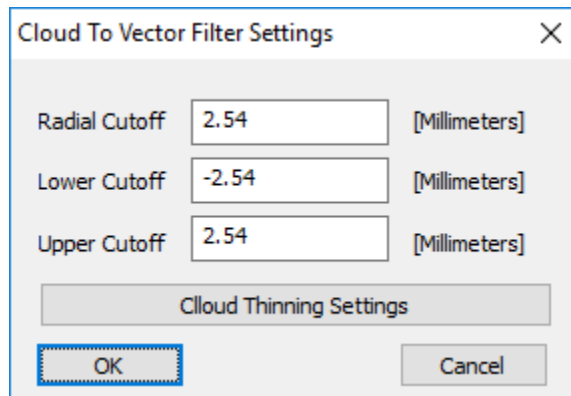 Cloud To Vector Filter Settings
Radial Cutoff 2.54 [Millimeters]
Lower Cutoff -2.54 [Millimeters]
Upper Cutoff 2.54 [Millimeters]
Clloud Thinning Settings
OK Cancel